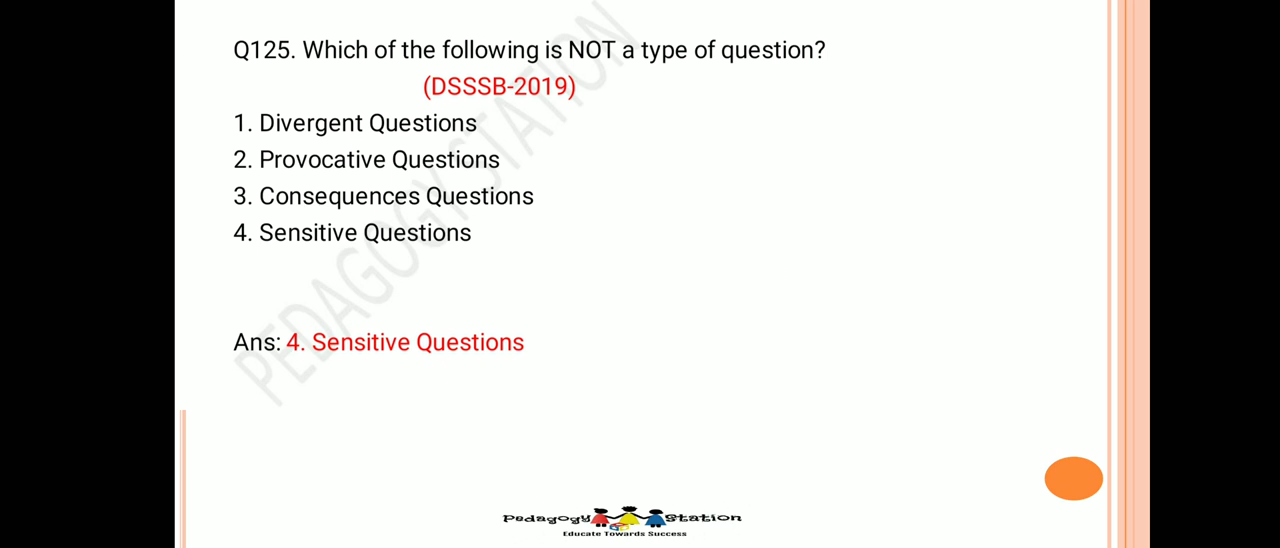 Q125. Which of the following is NOT a type of question?
(DSSSB-2019)
1. Divergent Questions
2. Provocative Questions
3. Consequences Questions
4. Sensitive Questions
Ans: 4. Sensitive Questions
PEDAGOGY STATION
Pedagogy Station
Educate Towards Success